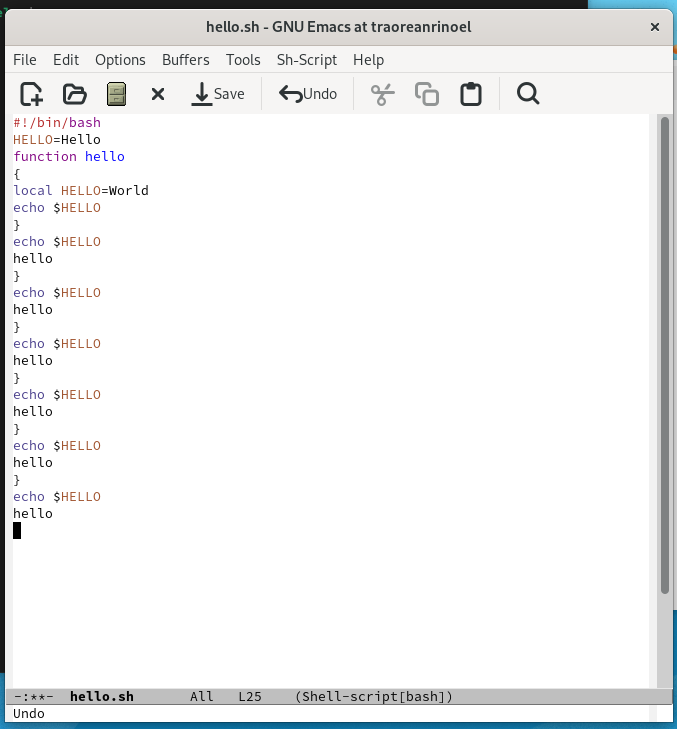 hello.sh - GNU Emacs at traoreanrinoel
File Edit Options Buffers Tools Sh-Script Help
Save Undo
#!/bin/bash
HELLO=Hello
function hello
{
local HELLO=World
echo $HELLO
}
echo $HELLO
hello
}
echo $HELLO
hello
}
echo $HELLO
hello
}
echo $HELLO
hello
}
echo $HELLO
hello
}
echo $HELLO
hello
-:**- hello.sh All L25 (Shell-script[bash])
Undo